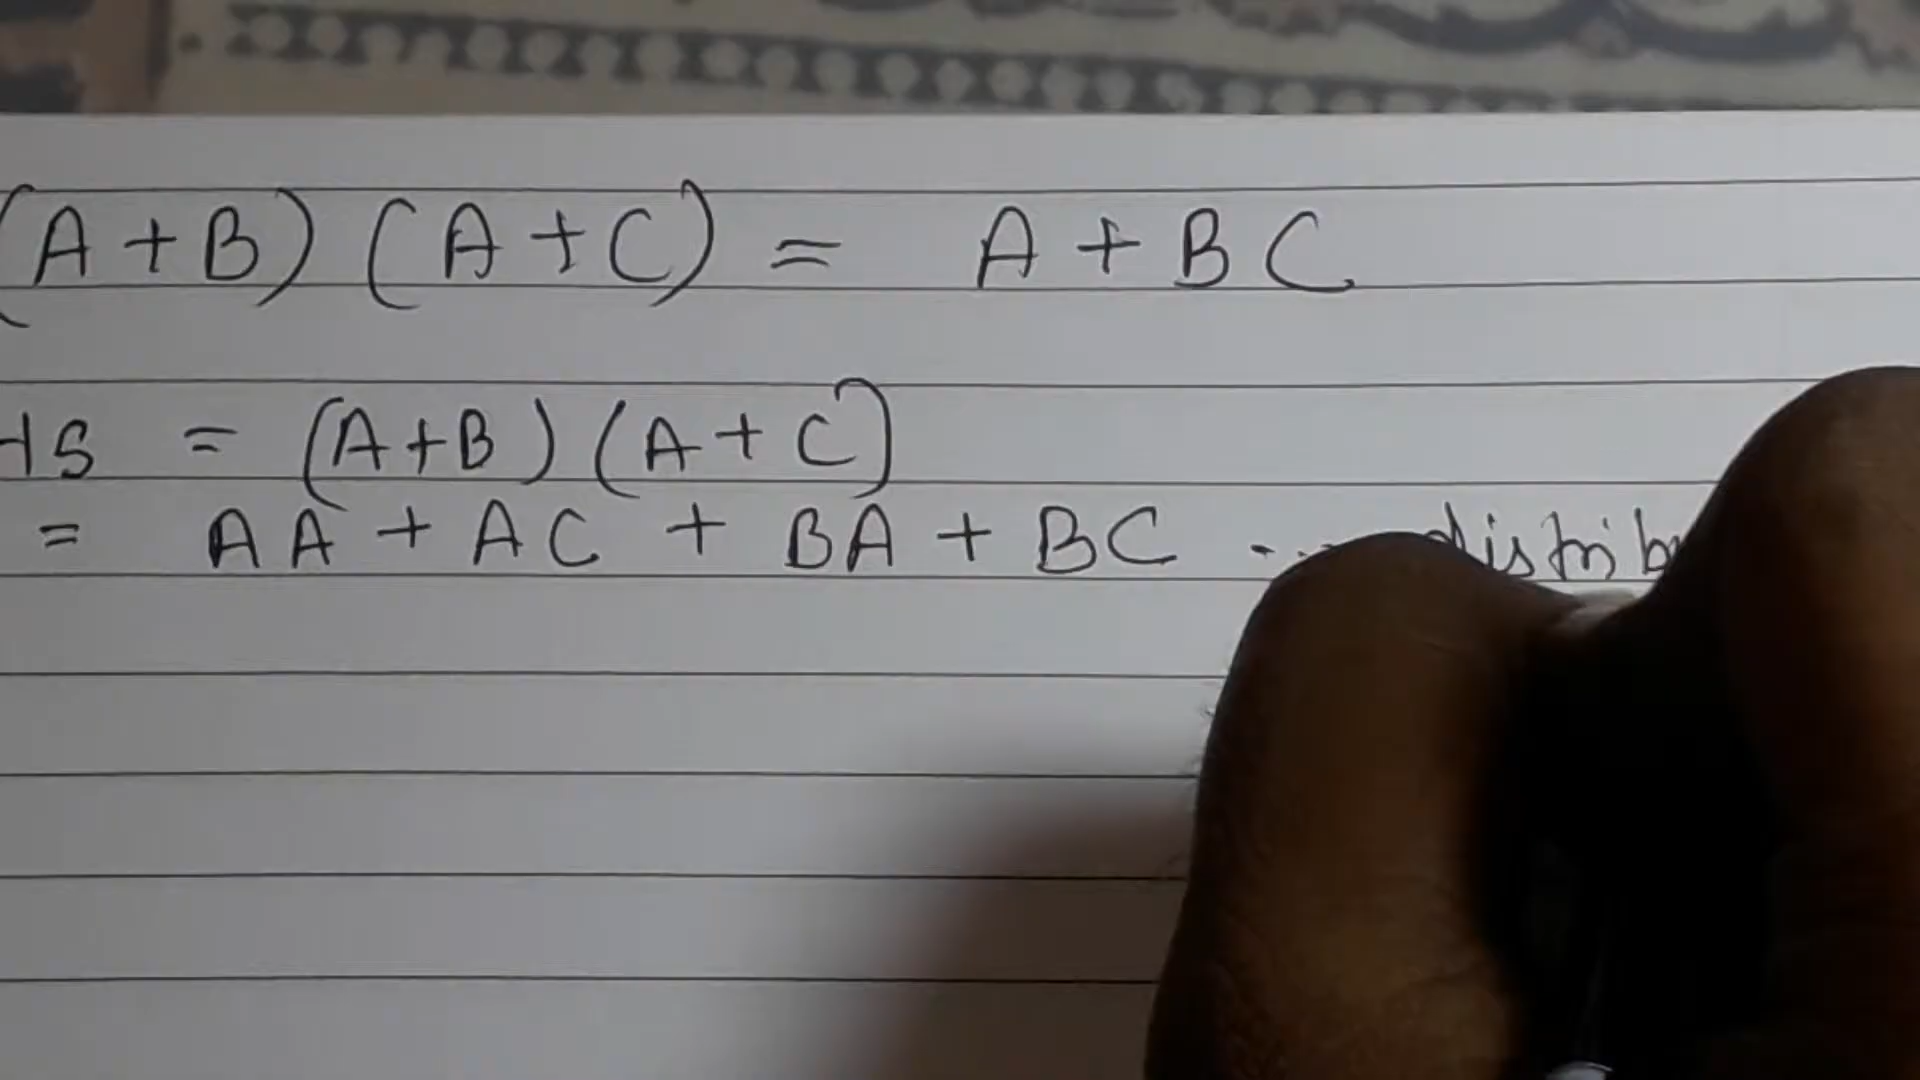 (A+B) (A+C) = A+BC
HS = (A+B) (A+C)
= AA + AC + BA + BC ...